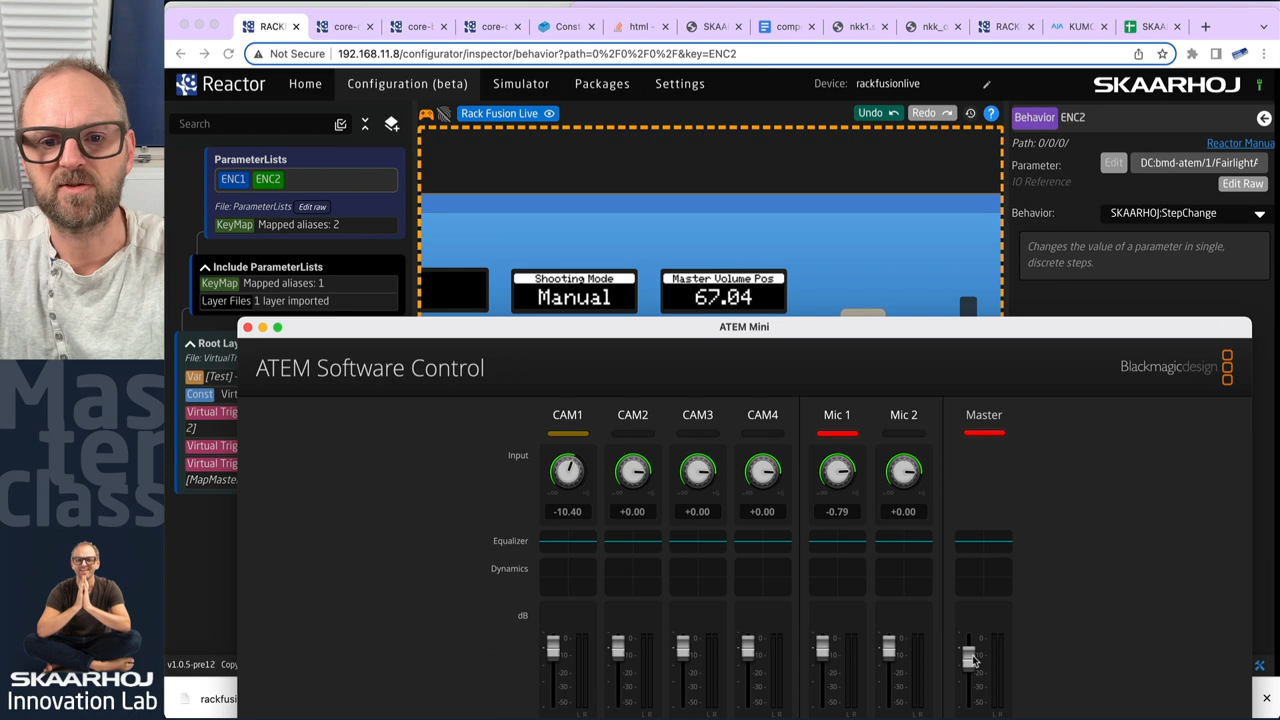 RACK
core-c
core-l
core-c
Const
html -
SKAA
comp
nkk1.s
nkk_c
RACK
KUMO
SKAA
Not Secure
192.168.11.8/configurator/inspector/behavior?path=0%2F0%2F0%2F&key=ENC2
Reactor
Home
Configuration (beta)
Simulator
Packages
Settings
Device:
rackfusionlive
SKAARHOJ
Search
Rack Fusion Live
Undo
Redo
?
Behavior
ENC2
Path: 0/0/0/
Reactor Manua
Parameter:
IO Reference
Edit
DC:bmd-atem/1/Fairlight
Edit Raw
Behavior:
SKAARHOJ:StepChange
Changes the value of a parameter in single,
discrete steps.
ParameterLists
ENC1
ENC2
File: ParameterLists
Edit raw
KeyMap
Mapped aliases: 2
Include ParameterLists
KeyMap
Mapped aliases: 1
Layer Files 1 layer imported
Root Lay
File: VirtualTr
Var
[Test]
Const
Virt
Virtual Trig
2]
Virtual Trig
Virtual Trig
[MapMaste
Shooting Mode
Manual
Master Volume Pos
67.04
ATEM Mini
ATEM Software Control
Blackmagicdesign
CAM1
CAM2
CAM3
CAM4
Mic 1
Mic 2
Master
Input
-10.40
+0.00
+0.00
+0.00
-0.79
+0.00
Equalizer
Dynamics
dB
v1.0.5-pre12
Copy
rackfusi
Mas
ter
Class
SKAARHOJ
Innovation Lab